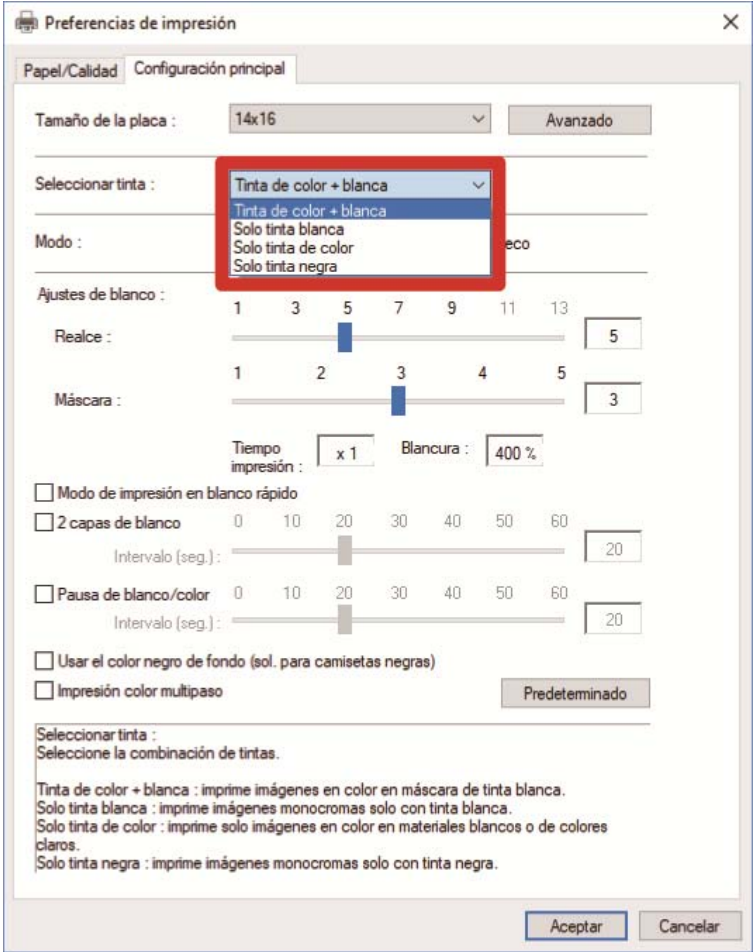 Preferencias de impresión
Papel/Calidad Configuración principal
Tamaño de la placa : 14x16 Avanzado
Seleccionar tinta : Tinta de color + blanca
Tinta de color + blanca
Solo tinta blanca
Modo : Solo tinta de color eco
Solo tinta negra
Ajustes de blanco :
1 3 5 7 9 11 13
Realce : 5
1 2 3 4 5
Máscara : 3
Tiempo impresión : x 1 Blancura : 400 %
Modo de impresión en blanco rápido
2 capas de blanco 0 10 20 30 40 50 60
Intervalo (seg.) : 20
Pausa de blanco/color 0 10 20 30 40 50 60
Intervalo (seg.) : 20
Usar el color negro de fondo (sol. para camisetas negras)
Impresión color multipaso Predeterminado
Seleccionar tinta :
Seleccione la combinación de tintas.
Tinta de color + blanca : imprime imágenes en color en máscara de tinta blanca.
Solo tinta blanca : imprime imágenes monocromas solo con tinta blanca.
Solo tinta de color : imprime solo imágenes en color en materiales blancos o de colores
claros.
Solo tinta negra : imprime imágenes monocromas solo con tinta negra.
Aceptar Cancelar